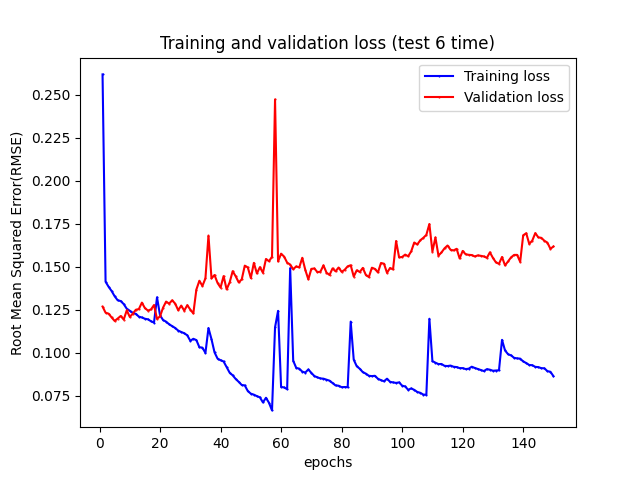 Training and validation loss (test 6 time)
Training loss
Validation loss
Root Mean Squared Error(RMSE)
0.250
0.225
0.200
0.175
0.150
0.125
0.100
0.075
0 20 40 60 80 100 120 140
epochs